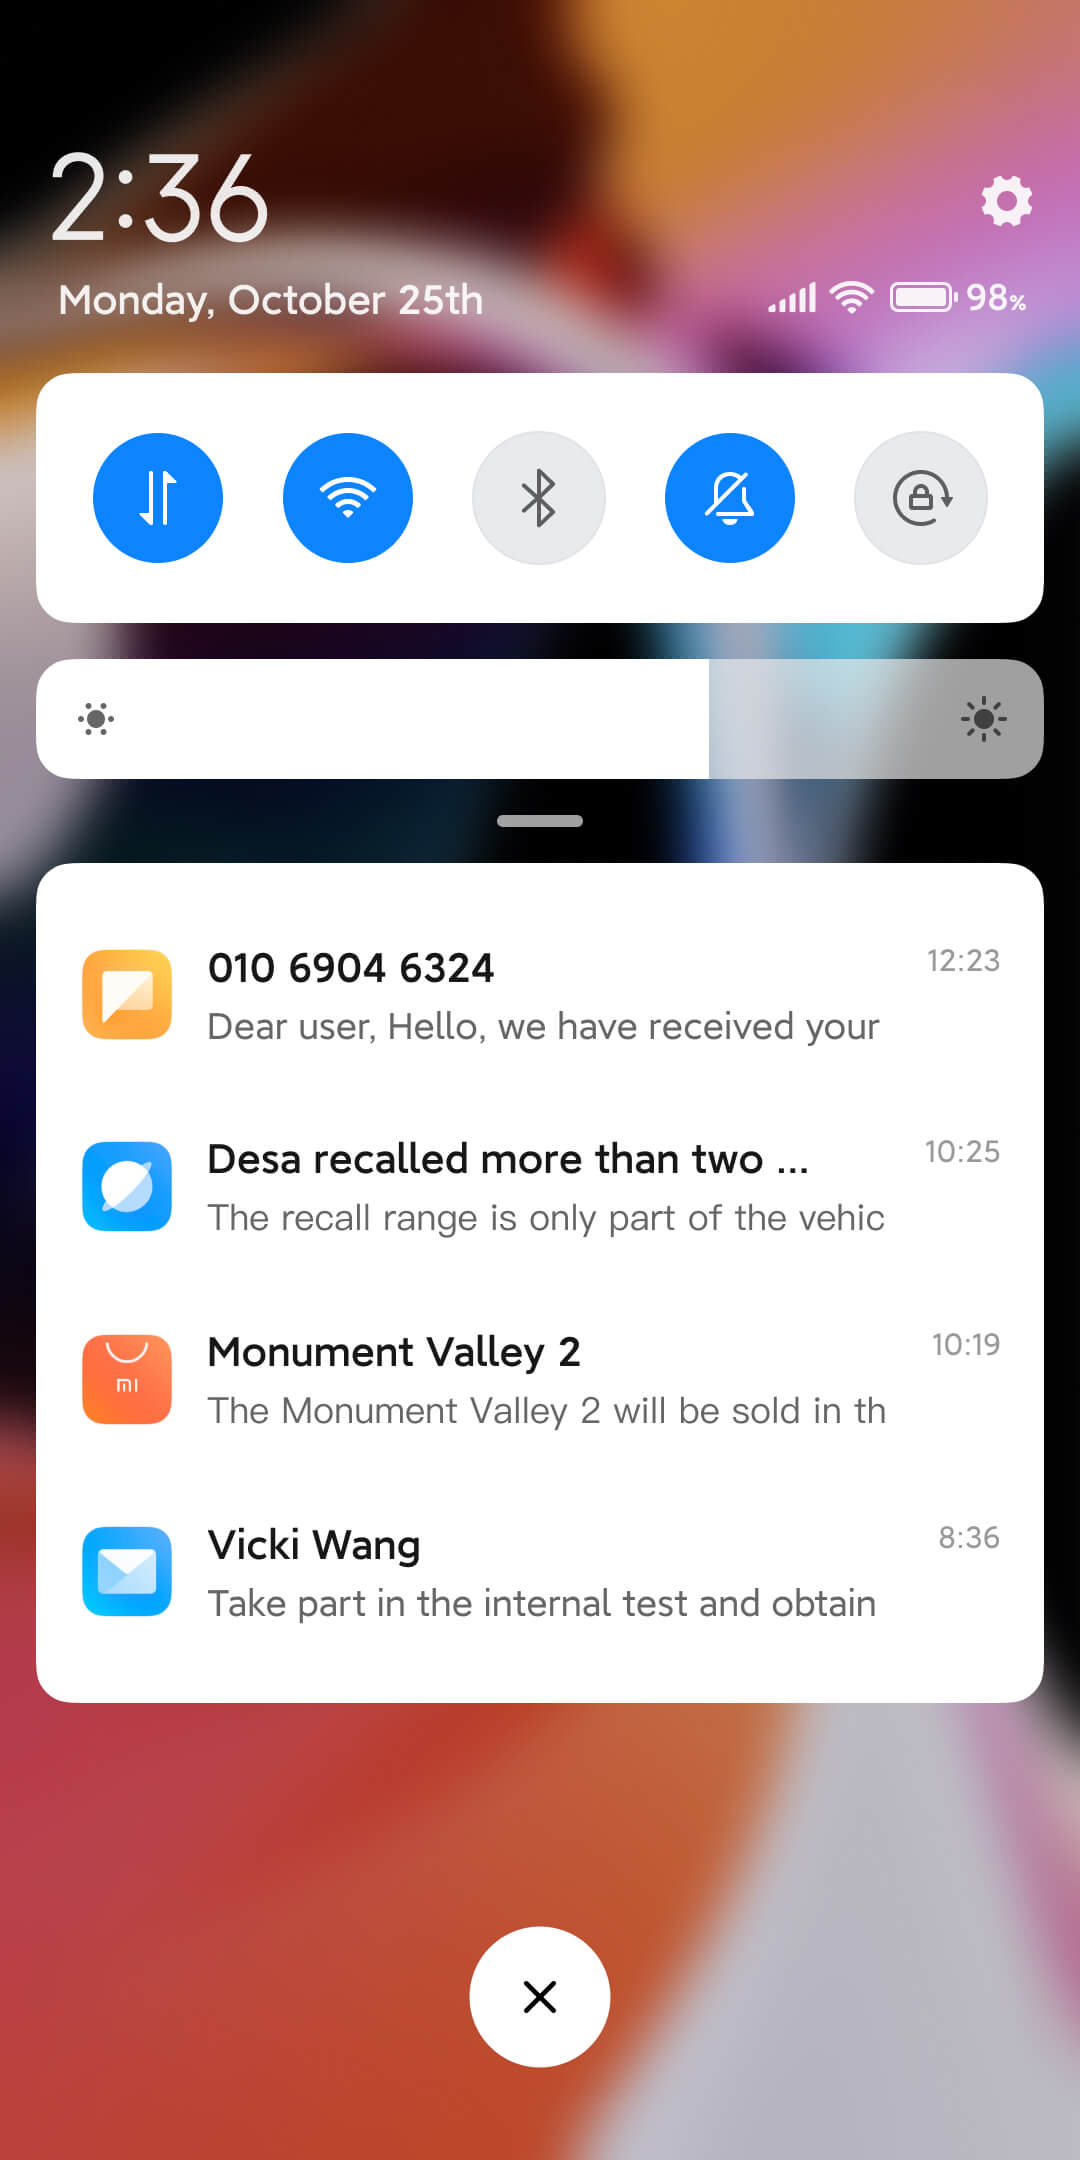 2:36
Monday, October 25th
98%
010 6904 6324
12:23
Dear user, Hello, we have received your
Desa recalled more than two ...
10:25
The recall range is only part of the vehic
Monument Valley 2
10:19
The Monument Valley 2 will be sold in th
mi
Vicki Wang
8:36
Take part in the internal test and obtain